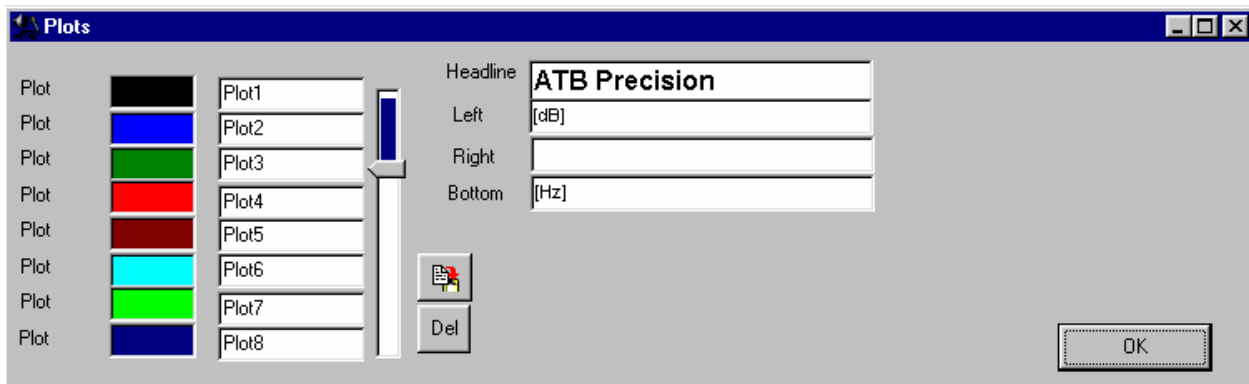 Plots
Plot Plot1
Plot Plot2
Plot Plot3
Plot Plot4
Plot Plot5
Plot Plot6
Plot Plot7
Plot Plot8
Headline ATB Precision
Left [dB]
Right
Bottom [Hz]
Del
OK